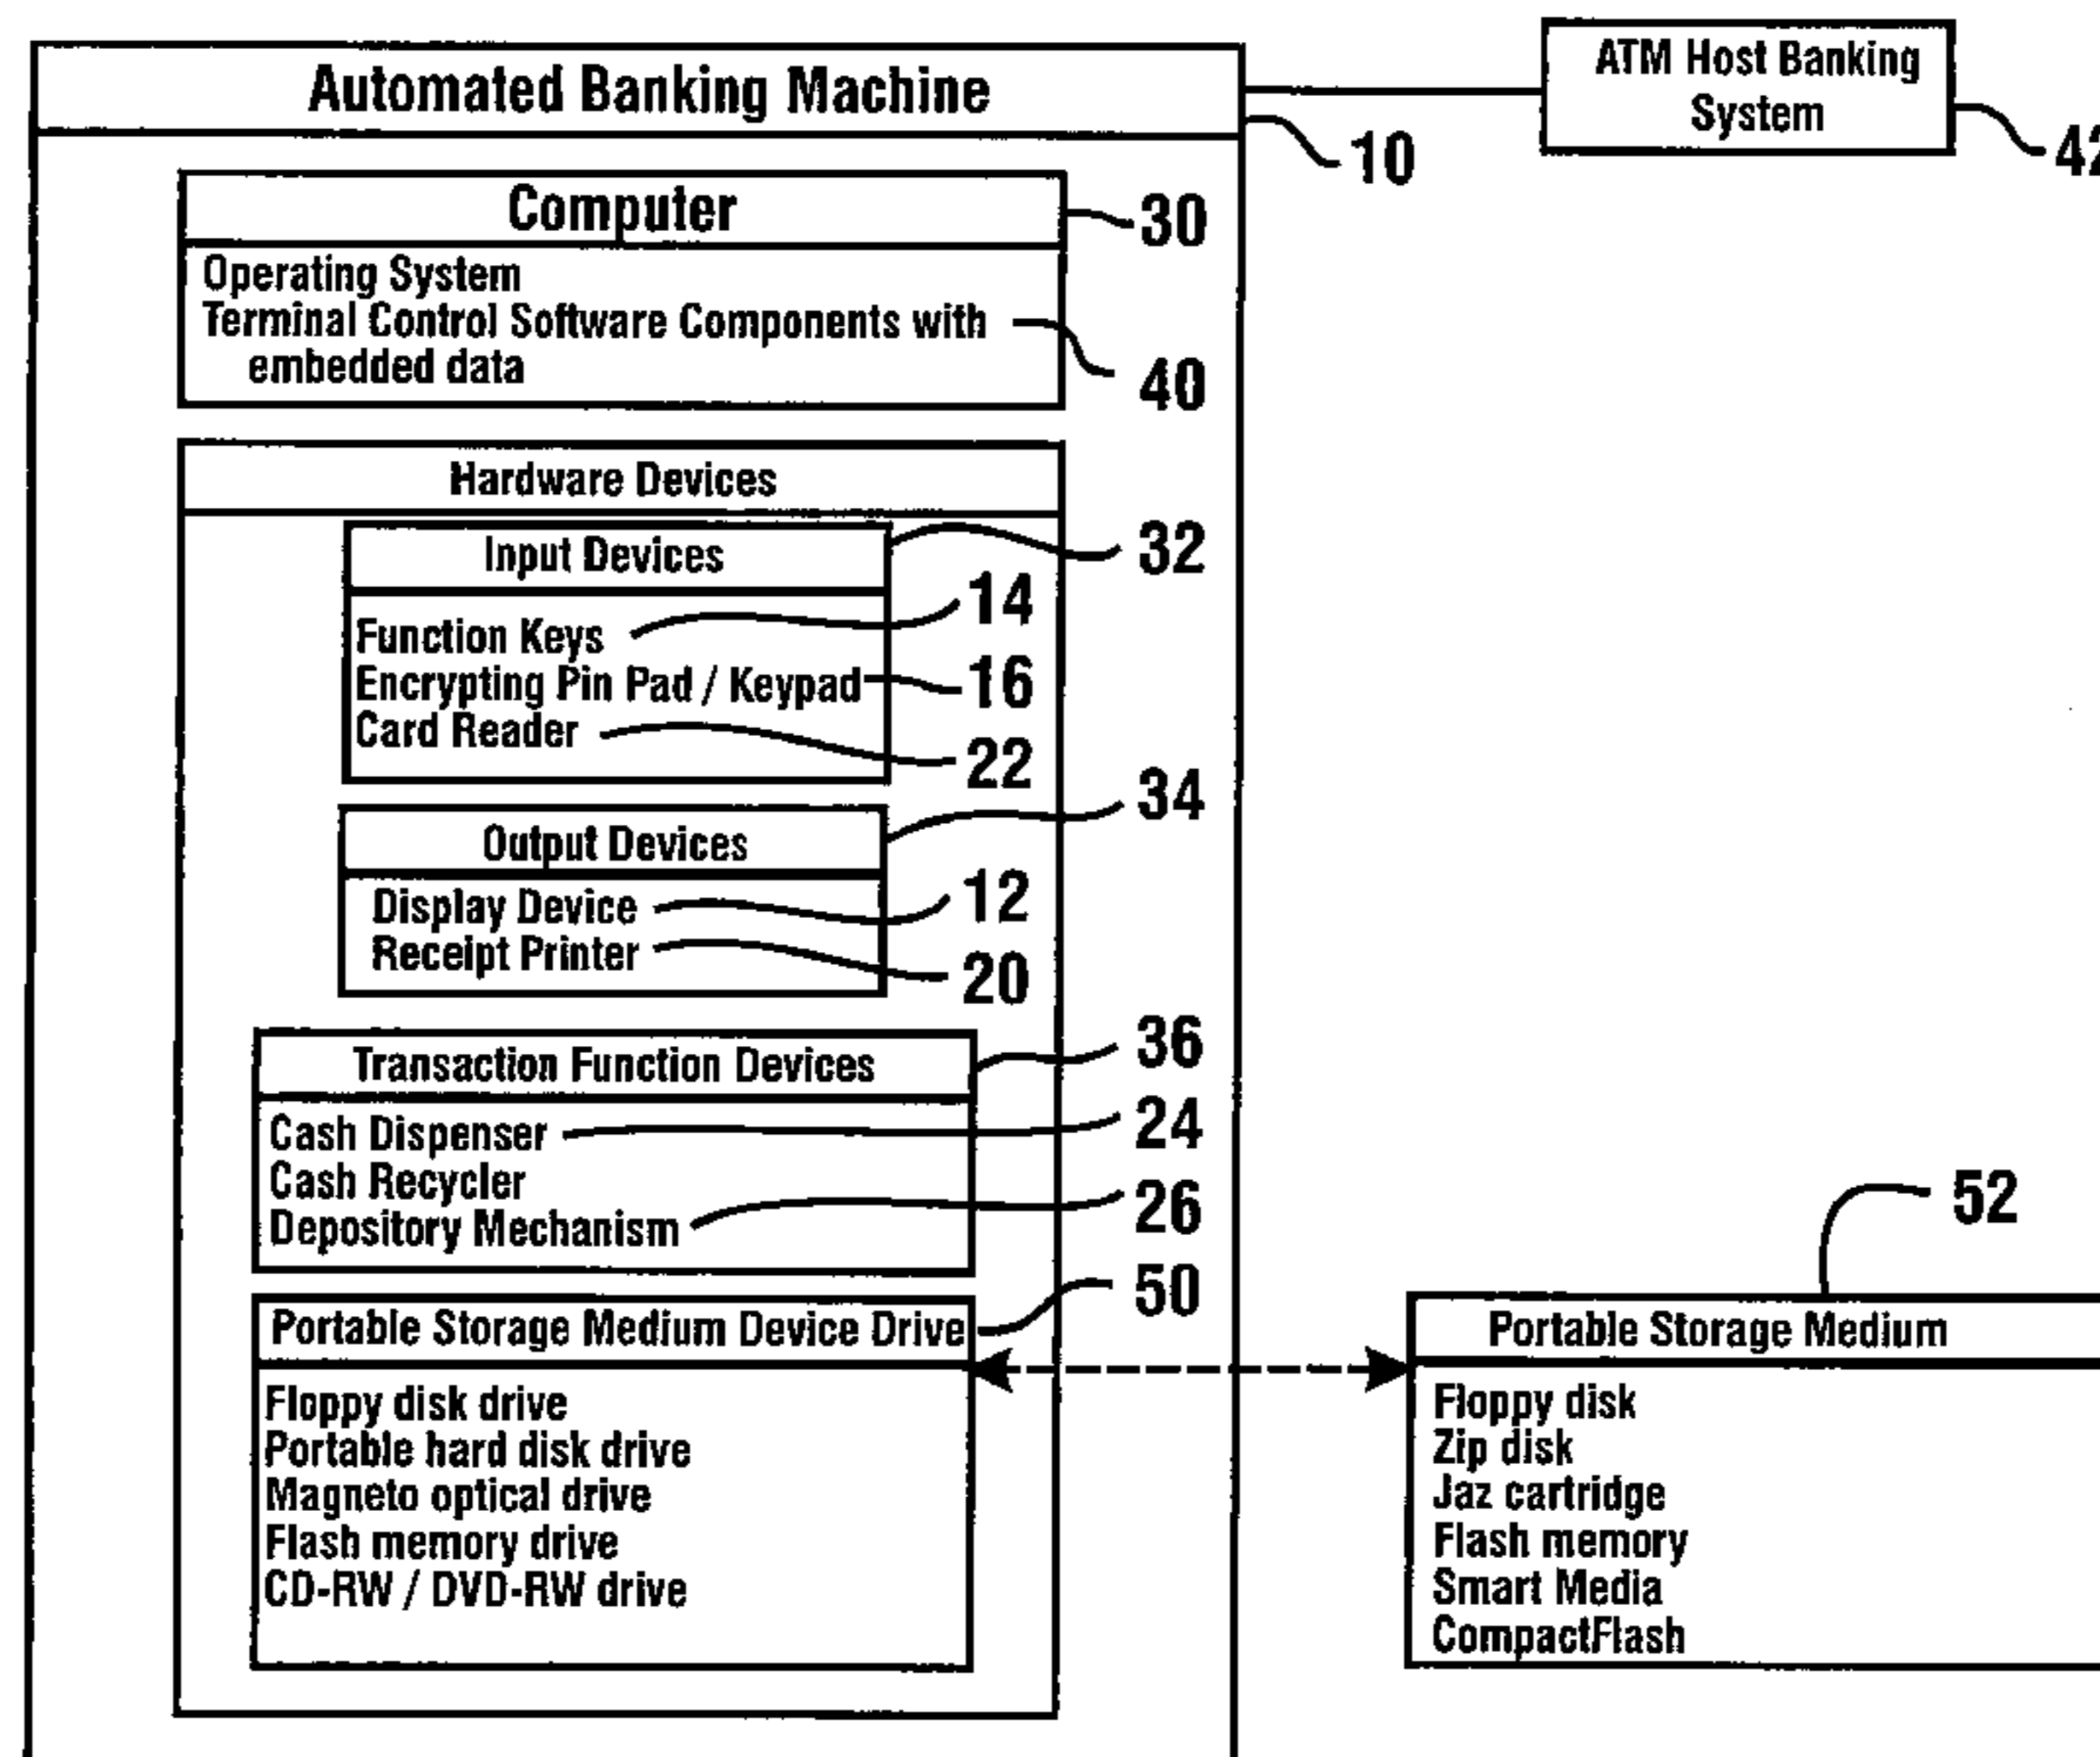 Automated Banking Machine
ATM Host Banking
System
10
42
Computer
30
Operating System
Terminal Control Software Components with
embedded data
40
Hardware Devices
Input Devices
32
Function Keys
14
Encrypting Pin Pad / Keypad
16
Card Reader
22
Output Devices
34
Display Device
12
Receipt Printer
20
Transaction Function Devices
36
Cash Dispenser
24
Cash Recycler
Depository Mechanism
26
Portable Storage Medium Device Drive
50
Floppy disk drive
Portable hard disk drive
Magneto optical drive
Flash memory drive
CD-RW / DVD-RW drive
52
Portable Storage Medium
Floppy disk
Zip disk
Jaz cartridge
Flash memory
Smart Media
CompactFlash